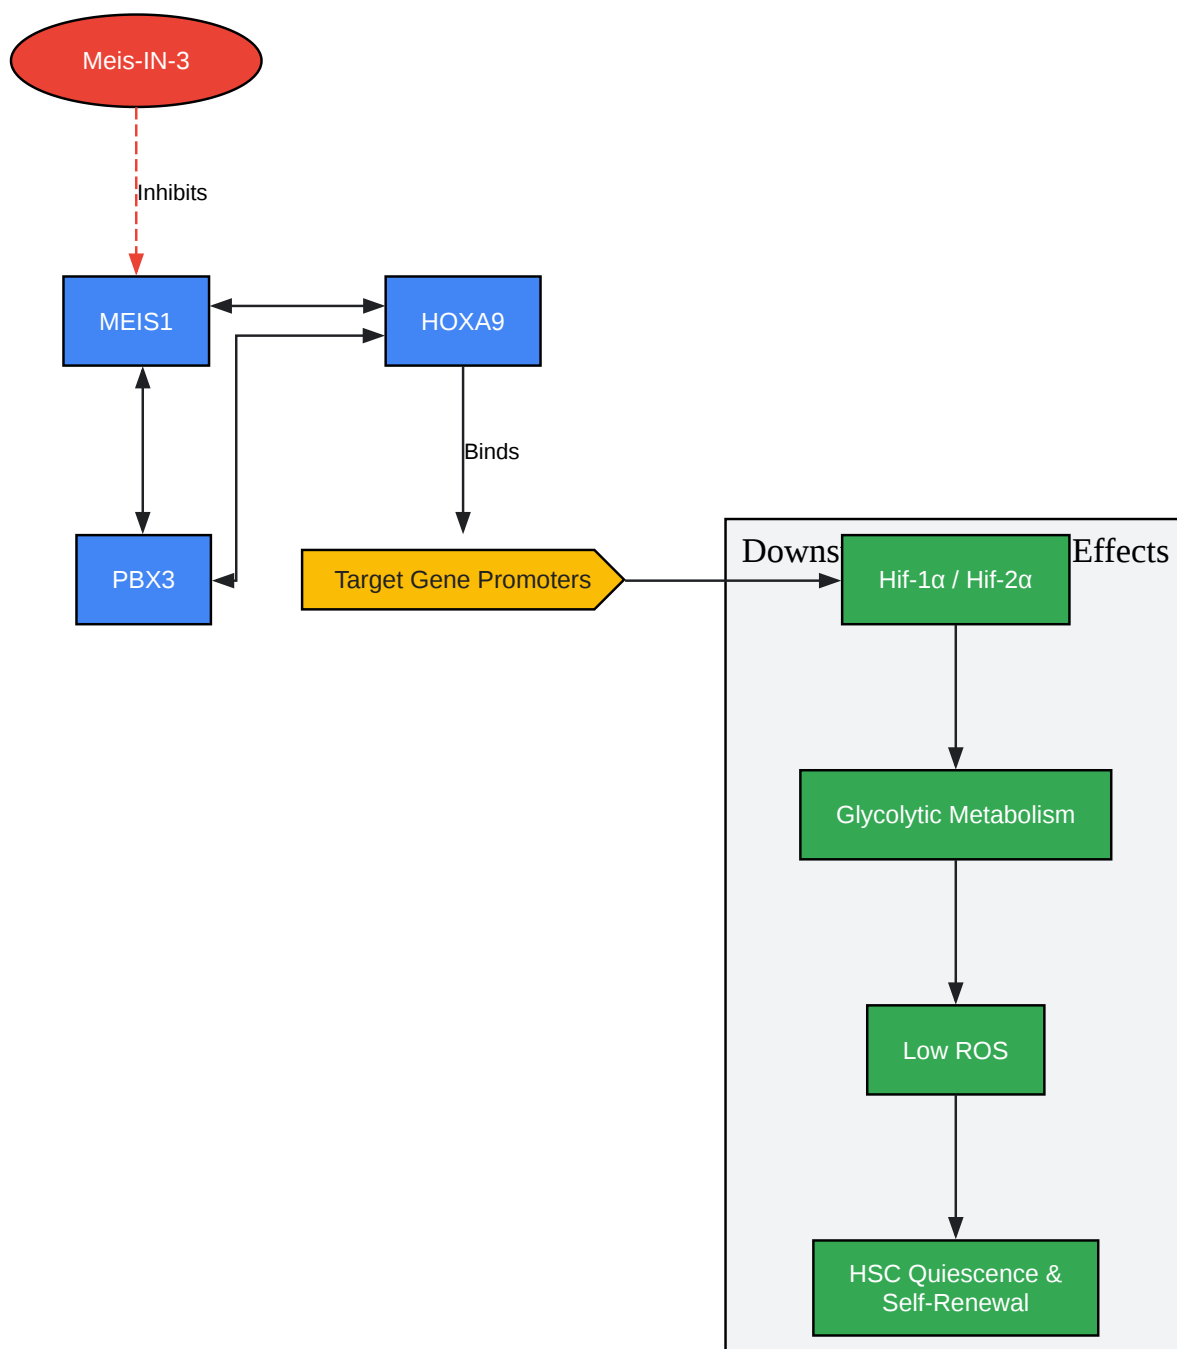 Meis-IN-3
Inhibits
MEIS1
HOXA9
Binds
PBX3
Target Gene Promoters
Effects
Hif-1α / Hif-2α
Glycolytic Metabolism
Low ROS
HSC Quiescence &
Self-Renewal